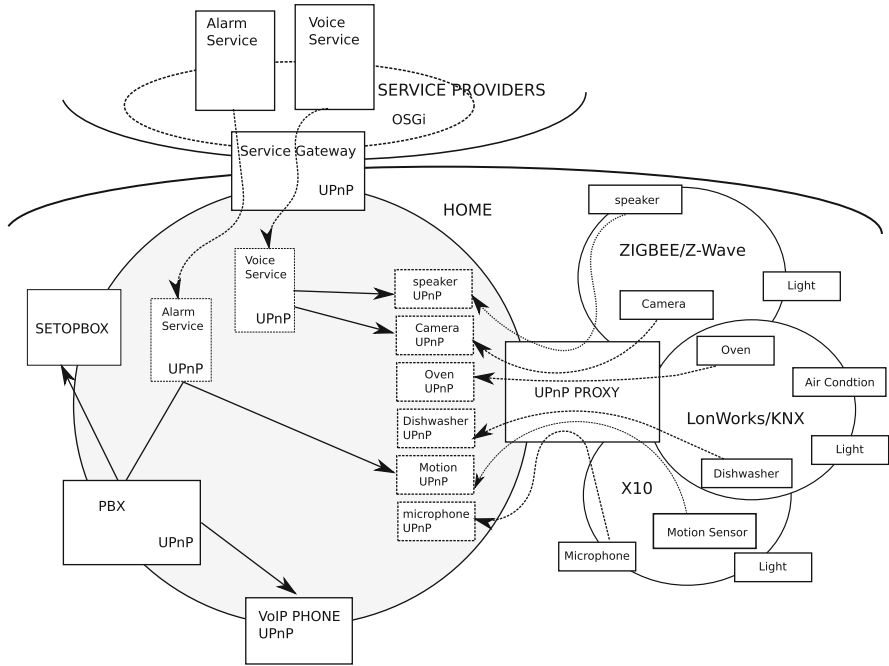 Alarm
Service
Voice
Service
SERVICE PROVIDERS
OSGi
Service Gateway
UPnP
HOME
speaker
ZIGBEE/Z-Wave
Light
Camera
Voice
Service
UPnP
speaker
UPnP
Alarm
Service
UPnP
SETOPBOX
Camera
UPnP
Oven
UPnP
Dishwasher
UPnP
Motion
UPnP
microphone
UPnP
UPnP PROXY
Oven
Air Condtion
LonWorks/KNX
Light
Dishwasher
X10
Motion Sensor
Microphone
Light
PBX
UPnP
VoIP PHONE
UPnP